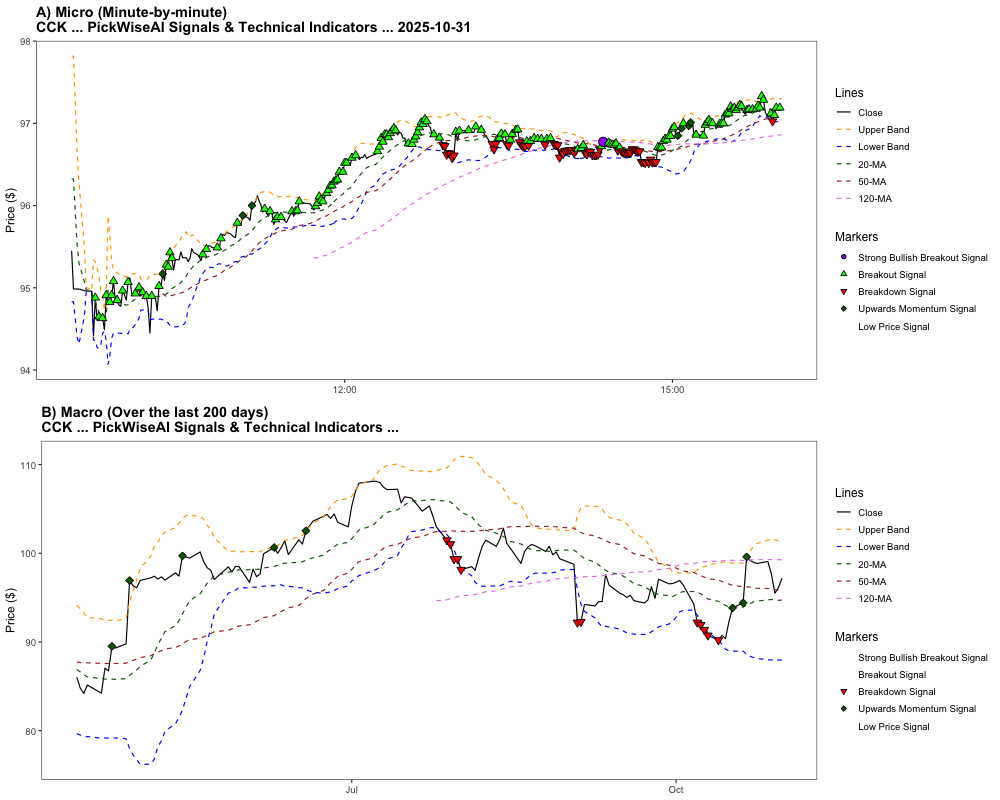 A) Micro (Minute-by-minute)
CCK ... PickWiseAI Signals & Technical Indicators ... 2025-10-31
98
97
96
95
94
Price ($)
12:00
15:00
Lines
Close
Upper Band
Lower Band
20-MA
50-MA
120-MA
Markers
Strong Bullish Breakout Signal
Breakout Signal
Breakdown Signal
Upwards Momentum Signal
Low Price Signal
B) Macro (Over the last 200 days)
CCK ... PickWiseAI Signals & Technical Indicators ...
110
100
90
80
Price ($)
Jul
Oct
Lines
Close
Upper Band
Lower Band
20-MA
50-MA
120-MA
Markers
Strong Bullish Breakout Signal
Breakout Signal
Breakdown Signal
Upwards Momentum Signal
Low Price Signal